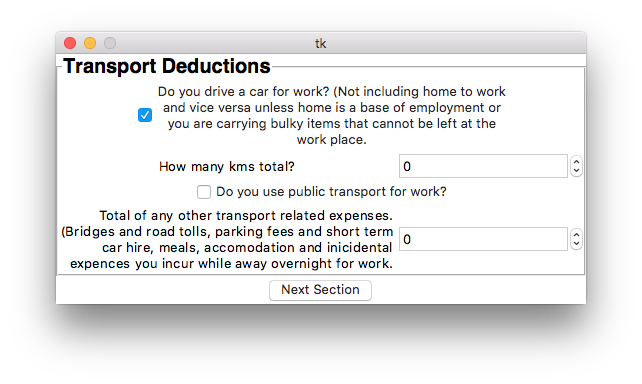 tk
Transport Deductions
Do you drive a car for work? (Not including home to work
and vice versa unless home is a base of employment or
you are carrying bulky items that cannot be left at the
work place.
How many kms total?
0
Do you use public transport for work?
Total of any other transport related expenses.
(Bridges and road tolls, parking fees and short term
car hire, meals, accomodation and inicidental
expences you incur while away overnight for work.
0
Next Section